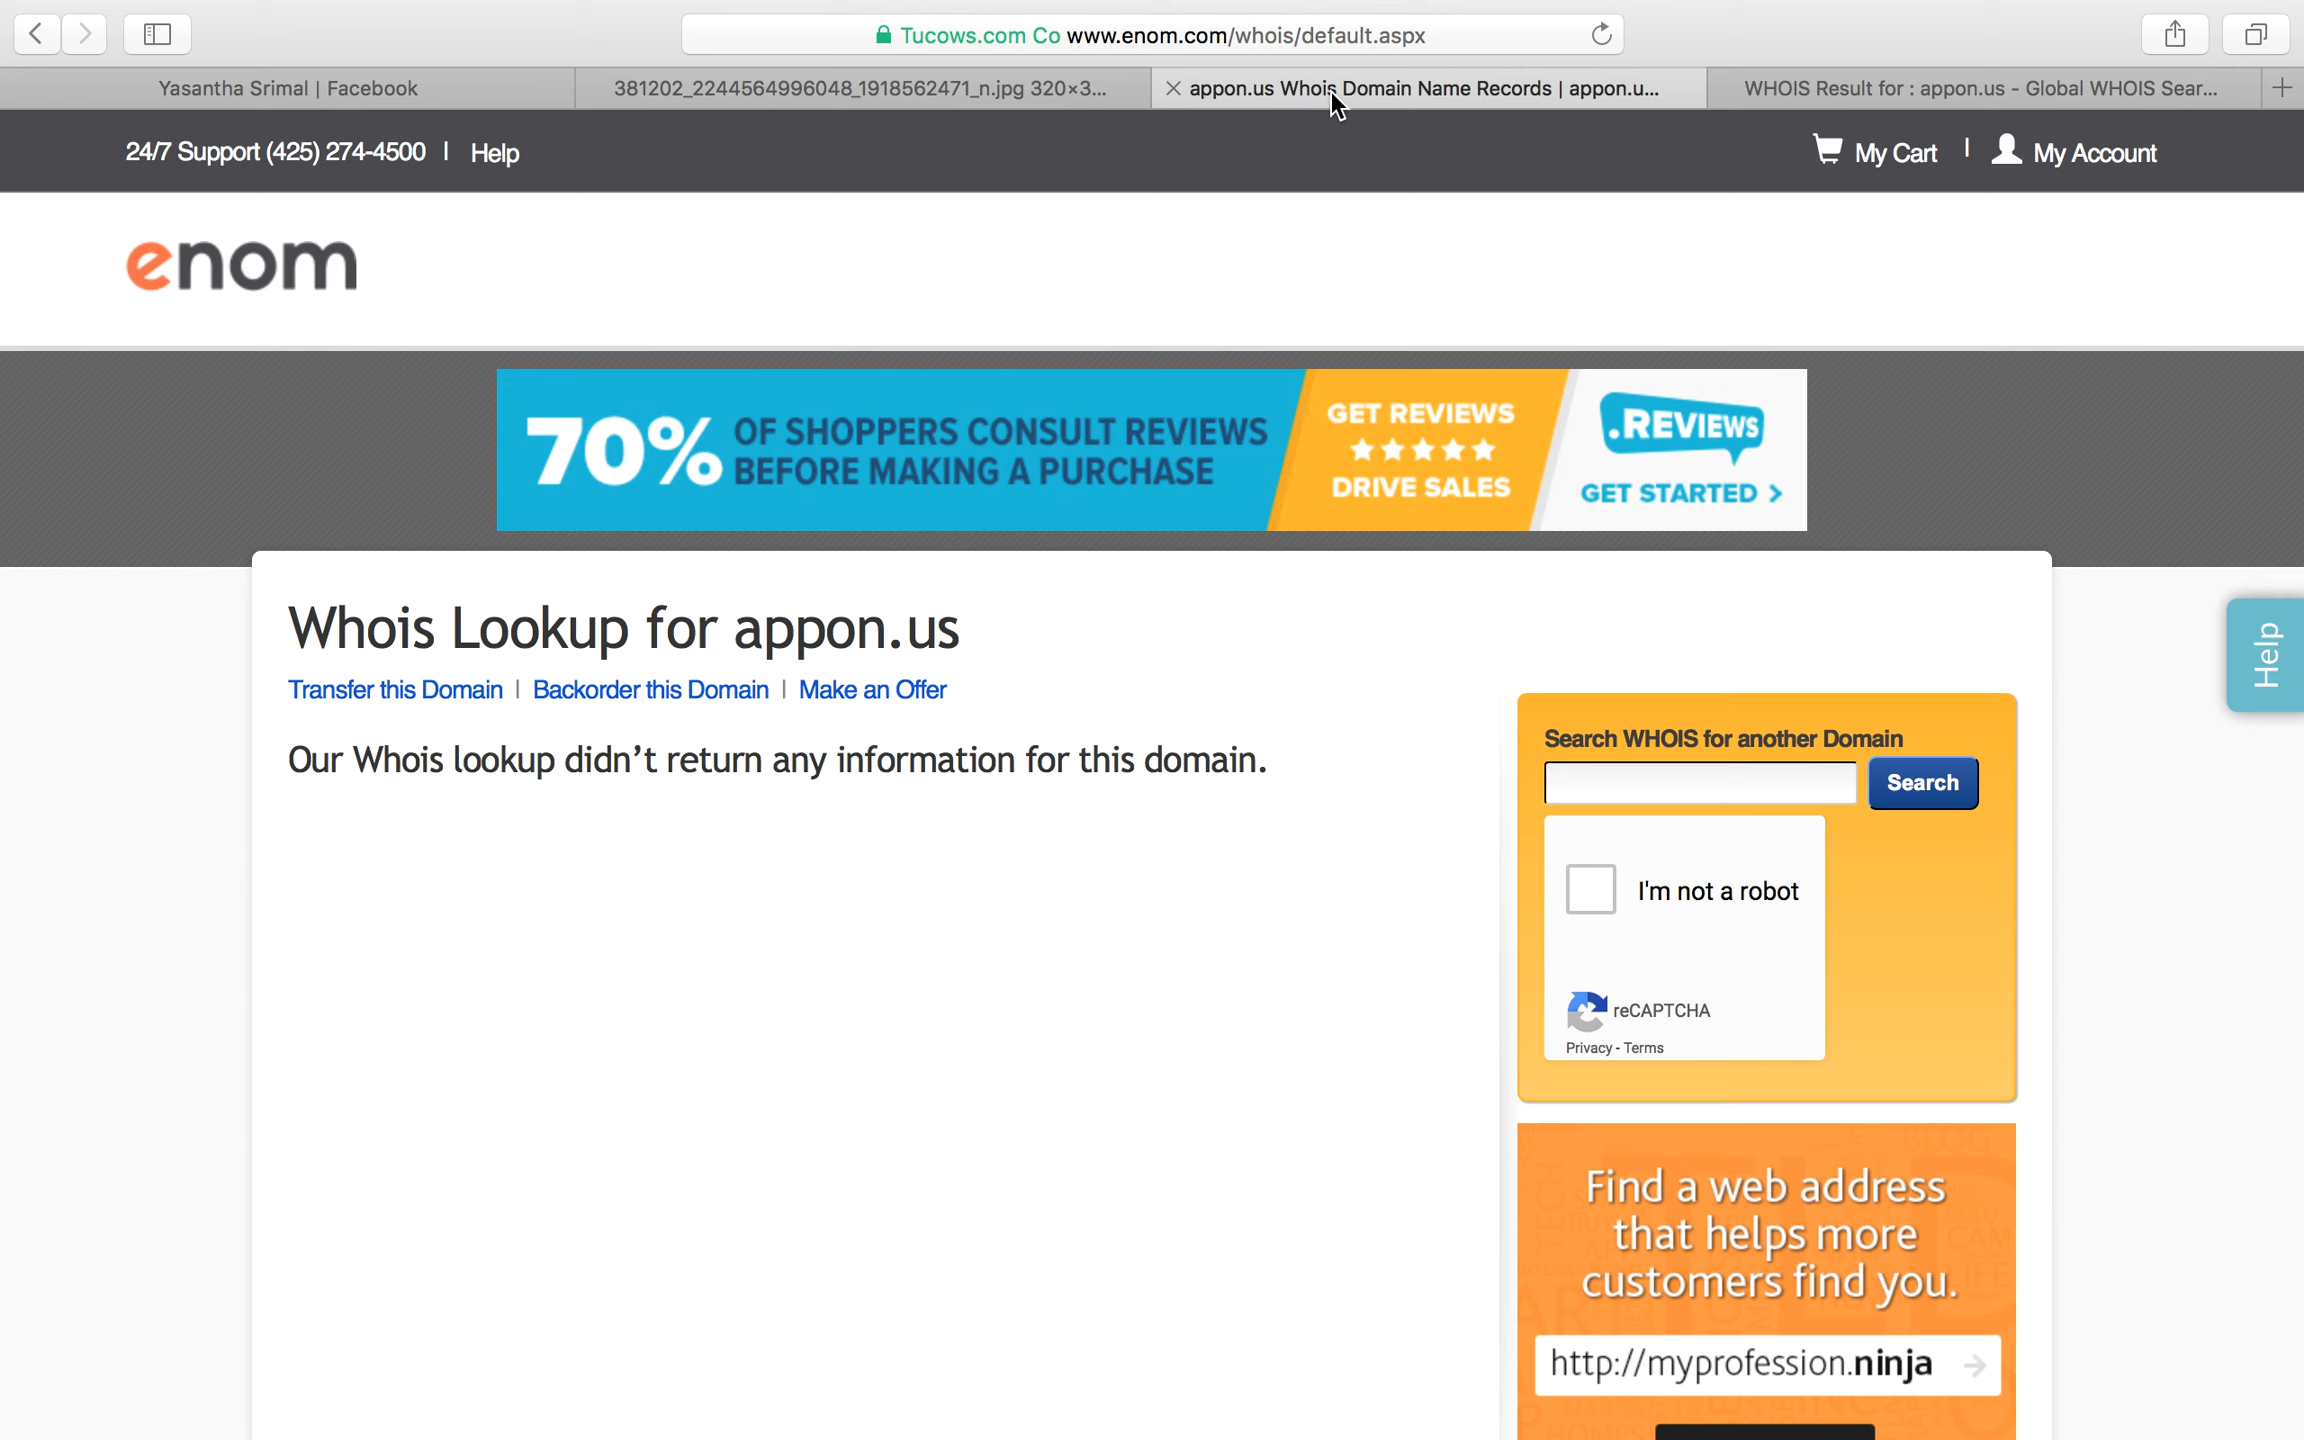 Tucows.com Co www.enom.com/whois/default.aspx
Yasantha Srimal | Facebook
381202_2244564996048_1918562471_n.jpg 320×3...
appon.us Whois Domain Name Records | appon.u...
WHOIS Result for : appon.us - Global WHOIS Sear...
24/7 Support (425) 274-4500 | Help
My Cart | My Account
enom
70% OF SHOPPERS CONSULT REVIEWS
BEFORE MAKING A PURCHASE
GET REVIEWS
DRIVE SALES
.REVIEWS
GET STARTED >
Whois Lookup for appon.us
Transfer this Domain | Backorder this Domain | Make an Offer
Our Whois lookup didn't return any information for this domain.
Help
Search WHOIS for another Domain
Search
I'm not a robot
reCAPTCHA
Privacy - Terms
Find a web address
that helps more
customers find you.
http://myprofession.ninja